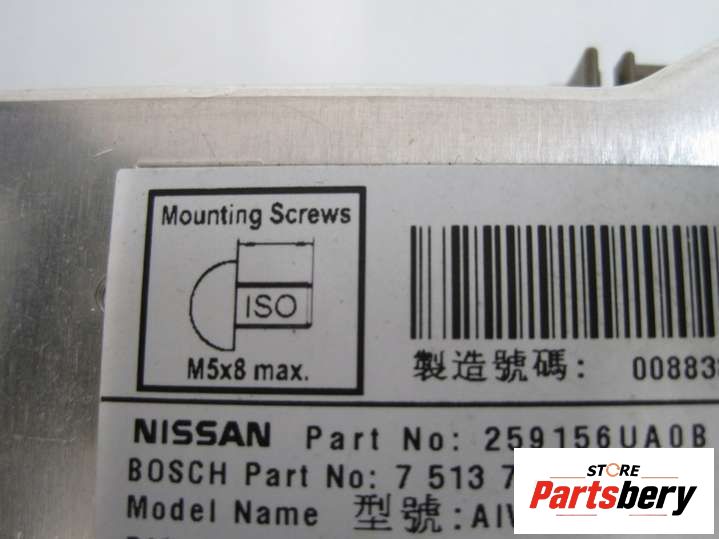 Mounting Screws
ISO
M5x8 max.
製造號碼: 00883
NISSAN Part No: 259156UA0B
BOSCH Part No: 7 513 7
Model Name 型號:AIV
STORE
Partsbery